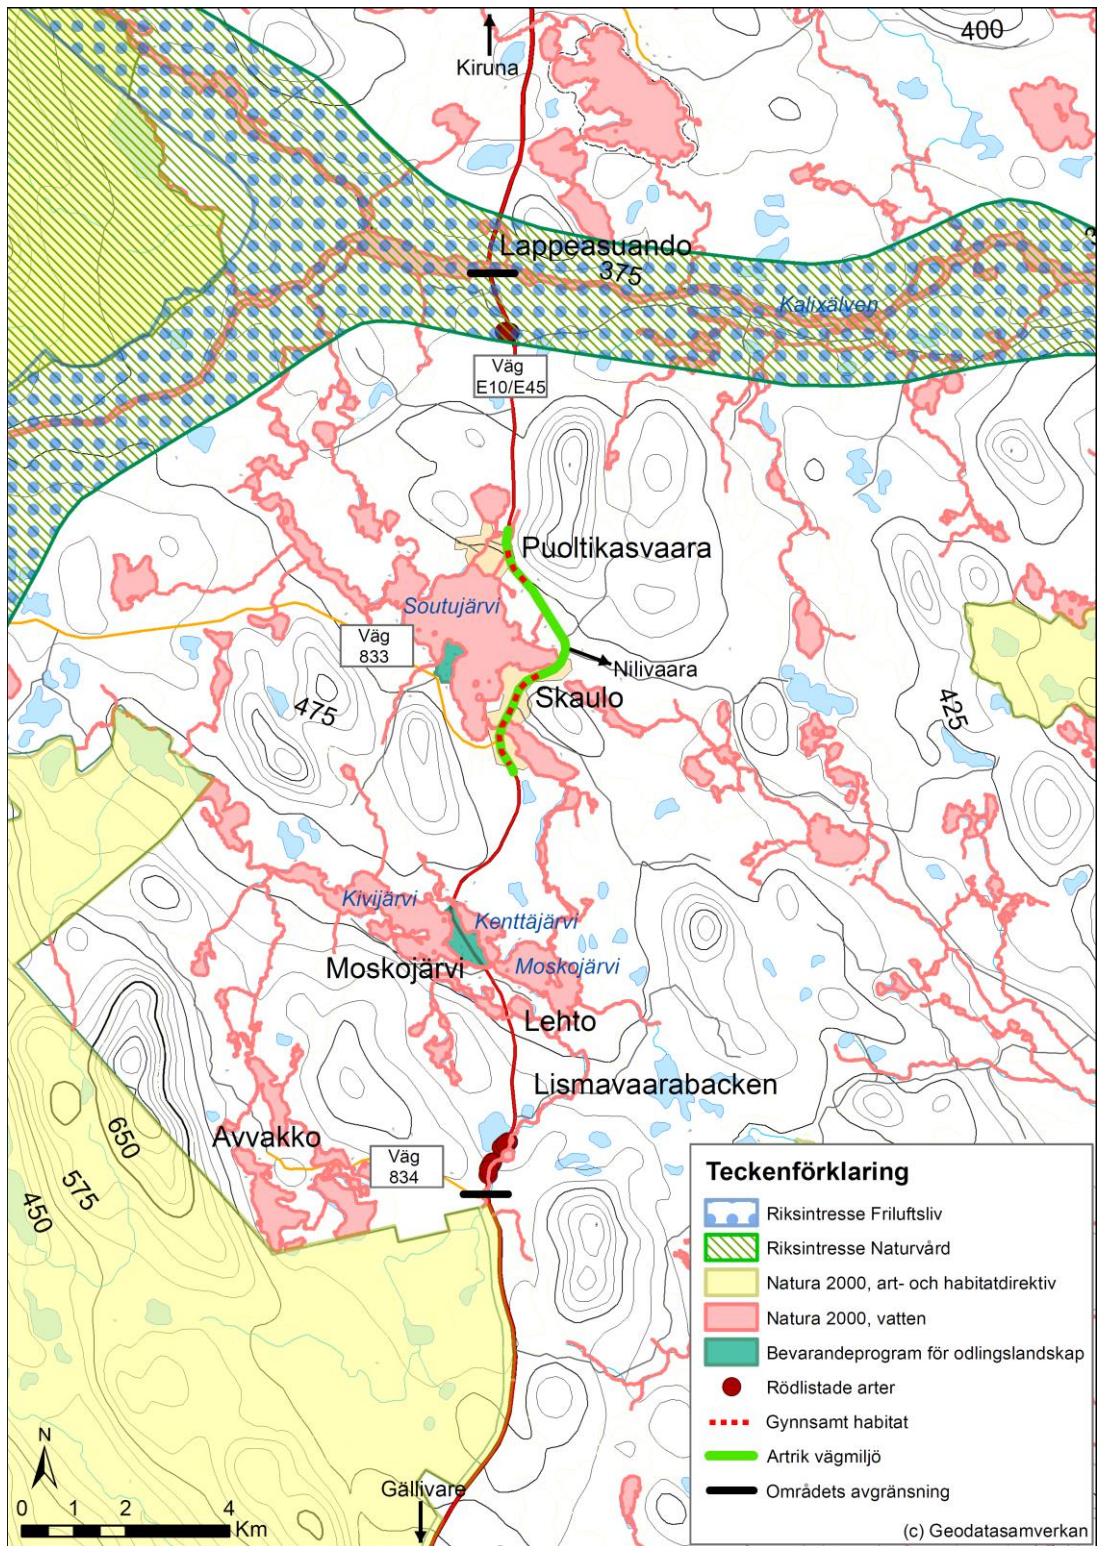 400
Kiruna
Lappeasuando
375
Kalixälven
Väg
E10/E45
Puoltikasvaara
Soutujärvi
Väg
833
Nilivaara
Skaulo
475
425
Kivijärvi
Kenttäjärvi
Moskojärvi
Moskojärvi
Lehto
Lismavaarabacken
650
Avvakko
Väg
834
575
450
Teckenförklaring
Riksintresse Friluftsliv
Riksintresse Naturvård
Natura 2000, art- och habitatdirektiv
Natura 2000, vatten
Bevarandeprogram för odlingslandskap
Rödlistade arter
Gynnsamt habitat
Artrik vägmiljö
Områdets avgränsning
N
Gällivare
0 1 2 4
Km
(c) Geodatasamverkan